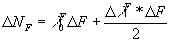 ΔN_F = λ_0^F ΔF + (Δλ^F * ΔF) / 2